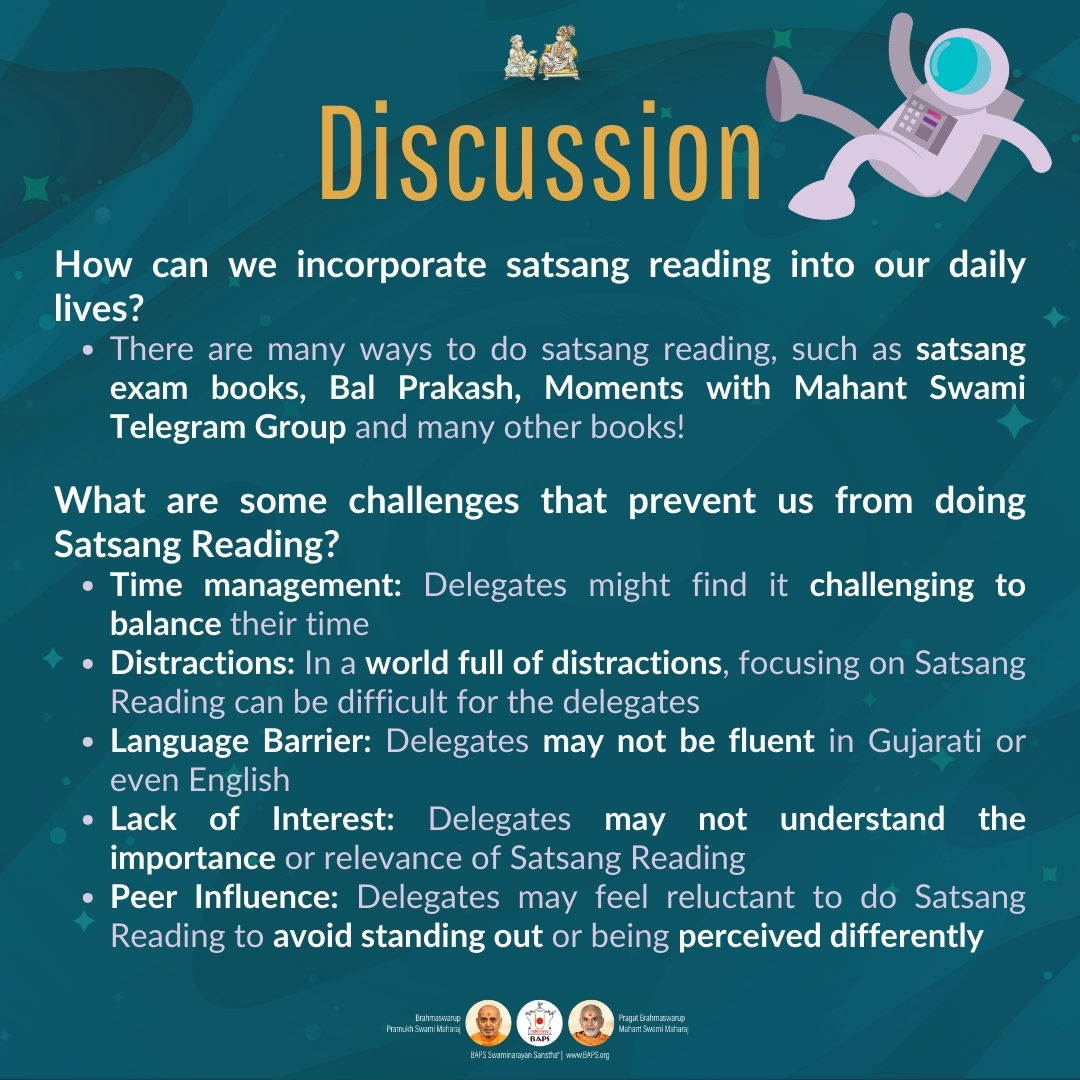 Discussion
How can we incorporate satsang reading into our daily
lives?
• There are many ways to do satsang reading, such as satsang
exam books, Bal Prakash, Moments with Mahant Swami
Telegram Group and many other books!
What are some challenges that prevent us from doing
Satsang Reading?
• Time management: Delegates might find it challenging to
balance their time
• Distractions: In a world full of distractions, focusing on Satsang
Reading can be difficult for the delegates
• Language Barrier: Delegates may not be fluent in Gujarati or
even English
• Lack of Interest: Delegates may not understand the
importance or relevance of Satsang Reading
• Peer Influence: Delegates may feel reluctant to do Satsang
Reading to avoid standing out or being perceived differently
Brahmaswarup
Pramukh Swami Maharaj
BAPS
Pragat Brahmaswarup
Mahant Swami Maharaj
BAPS Swaminarayan Sanstha® | www.BAPS.org